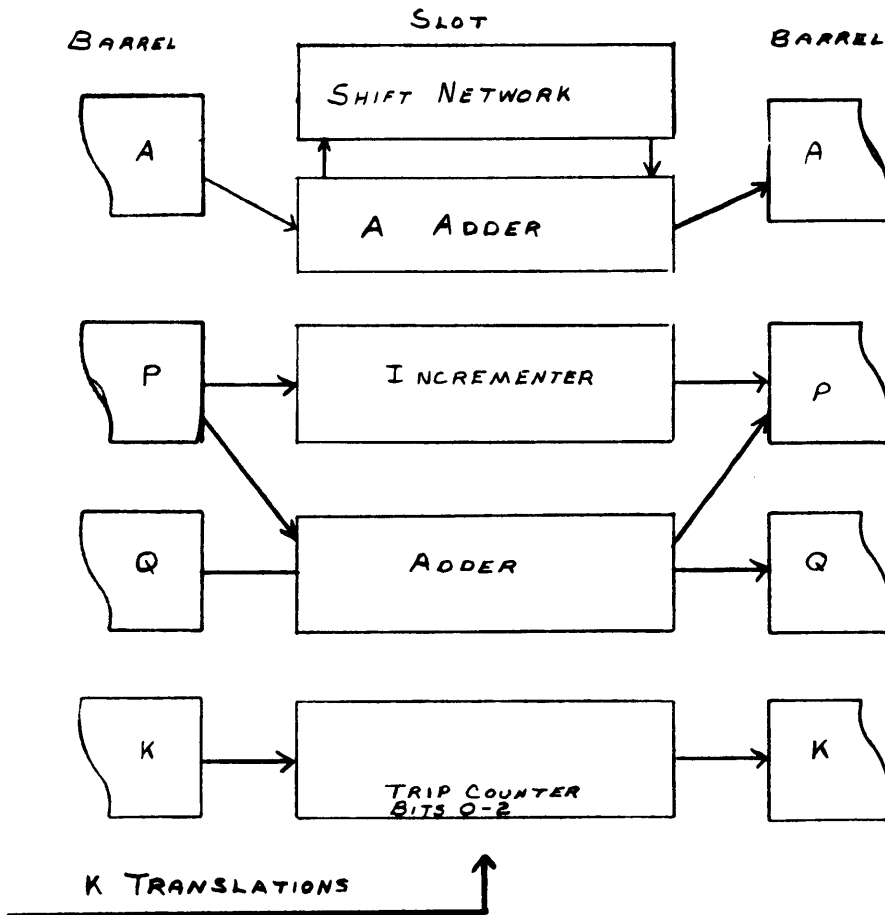 SLOT
BARREL
BARREL
SHIFT NETWORK
A
A
A ADDER
P
INCREMENTER
P
Q
ADDER
Q
K
K
TRIP COUNTER
BITS 0-2
K TRANSLATIONS